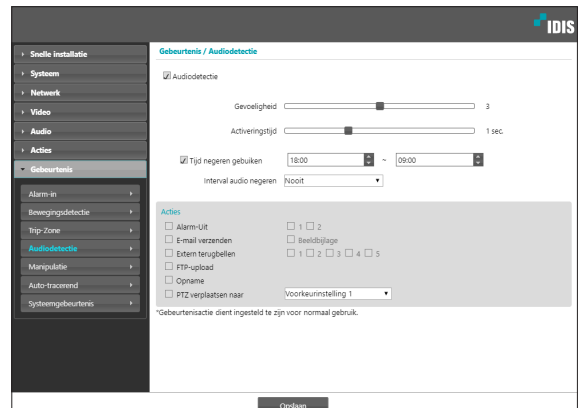 IDIS
Snelle installatie
Systeem
Netwerk
Video
Audio
Acties
Gebeurtenis
Alarm-in
Bewegingsdetectie
Trip-Zone
Audiodetectie
Manipulatie
Auto-tracerend
Systeemgebeurtenis
Gebeurtenis / Audiodetectie
Audiodetectie
Gevoeligheid 3
Activeringstijd 1 sec.
Tijd negeren gebuiken 18:00 ~ 09:00
Interval audio negeren Nooit
Acties
Alarm-Uit 1 2
E-mail verzenden Beeldbijlage
Extern terugbellen 1 2 3 4 5
FTP-upload
Opname
PTZ verplaatsen naar Voorkeurinstelling 1
*Gebeurtenisactie dient ingesteld te zijn voor normaal gebruik.
Opslaan